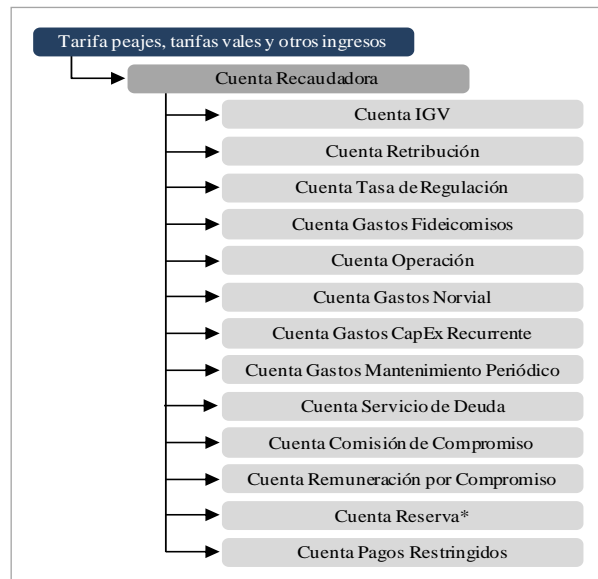 Tarifa peajes, tarifas vales y otros ingresos
Cuenta Recaudadora
Cuenta IGV
Cuenta Retribución
Cuenta Tasa de Regulación
Cuenta Gastos Fideicomisos
Cuenta Operación
Cuenta Gastos Norvial
Cuenta Gastos CapEx Recurrente
Cuenta Gastos Mantenimiento Periódico
Cuenta Servicio de Deuda
Cuenta Comisión de Compromiso
Cuenta Remuneración por Compromiso
Cuenta Reserva*
Cuenta Pagos Restringidos